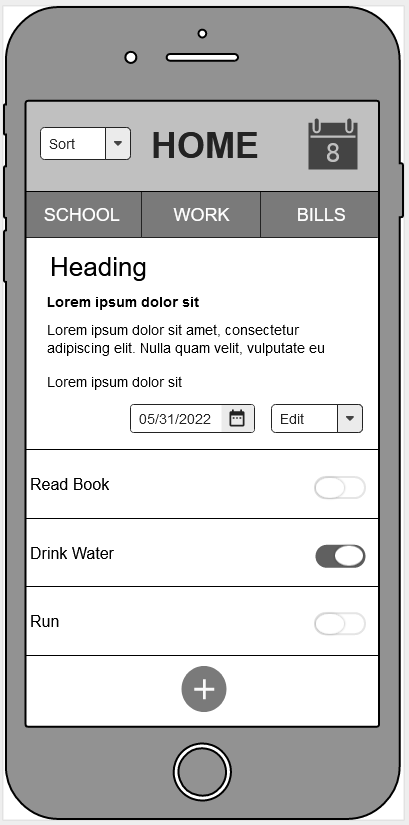 Sort
HOME
8
SCHOOL
WORK
BILLS
Heading
Lorem ipsum dolor sit
Lorem ipsum dolor sit amet, consectetur
adipiscing elit. Nulla quam velit, vulputate eu
Lorem ipsum dolor sit
05/31/2022
Edit
Read Book
Drink Water
Run